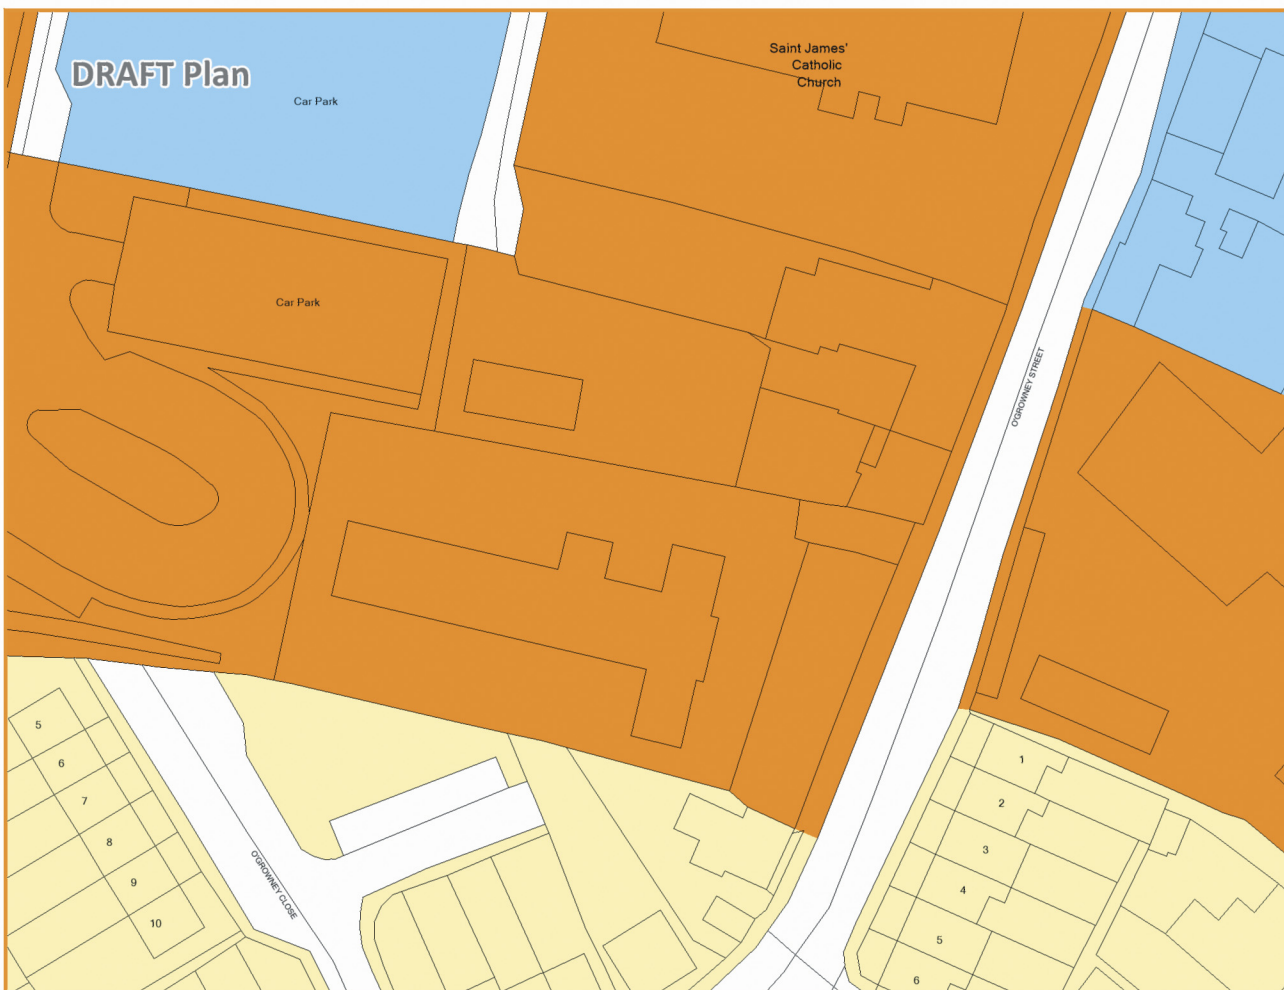 DRAFT Plan
Car Park
Saint James'
Catholic
Church
Car Park
O'GROWNEY STREET
5
6
7
8
9
10
O'GROWNEY CLOSE
1
2
3
4
5
6